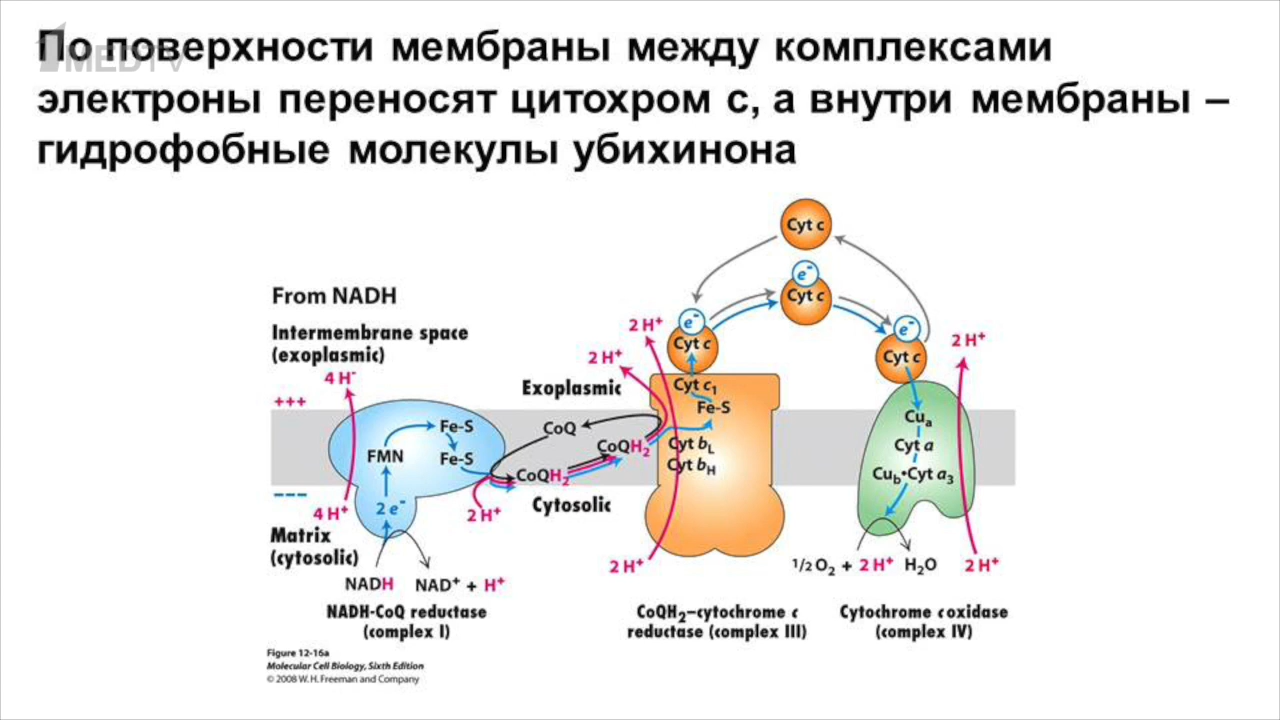 По поверхности мембраны между комплексами
электроны переносят цитохром с, а внутри мембраны –
гидрофобные молекулы убихинона
1MEDTV
Cyt c
e-
Cyt c
From NADH
Intermembrane space
(exoplasmic)
+++
4 H-
Exoplasmic
2 H+
2 H+
e-
Cyt c
e-
Cyt c
2 H+
Cyt c1
Fe-S
Cyt bL
Cyt bH
Fe-S
FMN
Fe-S
CoQ
CoQH2
CoQH2
Cua
Cyt a
Cub•Cyt a3
---
4 H+
2 e-
2 H+
Cytosolic
Matrix
(cytosolic)
NADH
NAD+ + H+
2 H+
1/2 O2 + 2 H+
H2O
2 H+
NADH-CoQ reductase
(complex I)
CoQH2–cytochrome c
reductase (complex III)
Cytochrome c oxidase
(complex IV)
Figure 12-16a
Molecular Cell Biology, Sixth Edition
© 2008 W. H. Freeman and Company